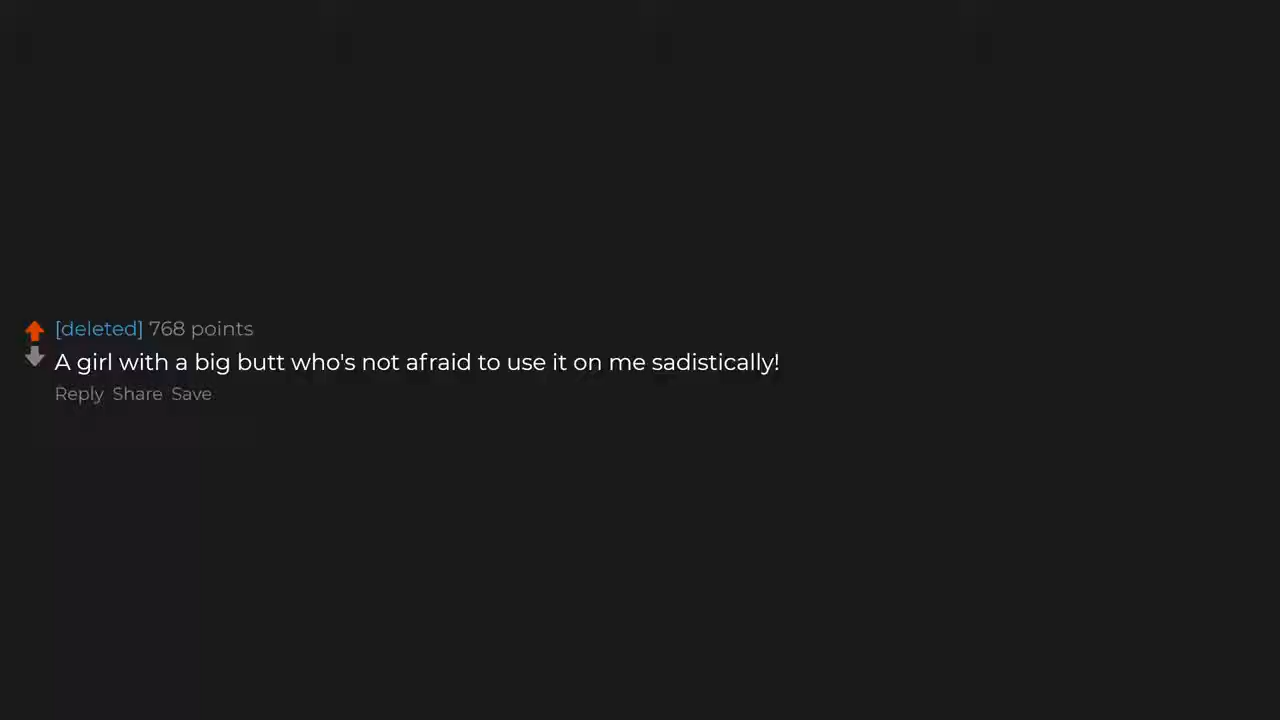 [deleted] 768 points
A girl with a big butt who's not afraid to use it on me sadistically!
Reply Share Save